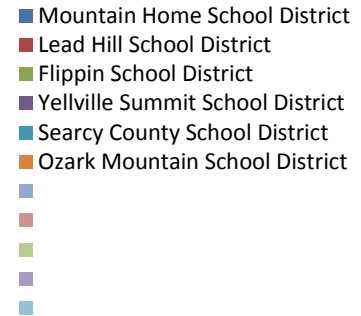 Mountain Home School District
Lead Hill School District
Flippin School District
Yellville Summit School District
Searcy County School District
Ozark Mountain School District